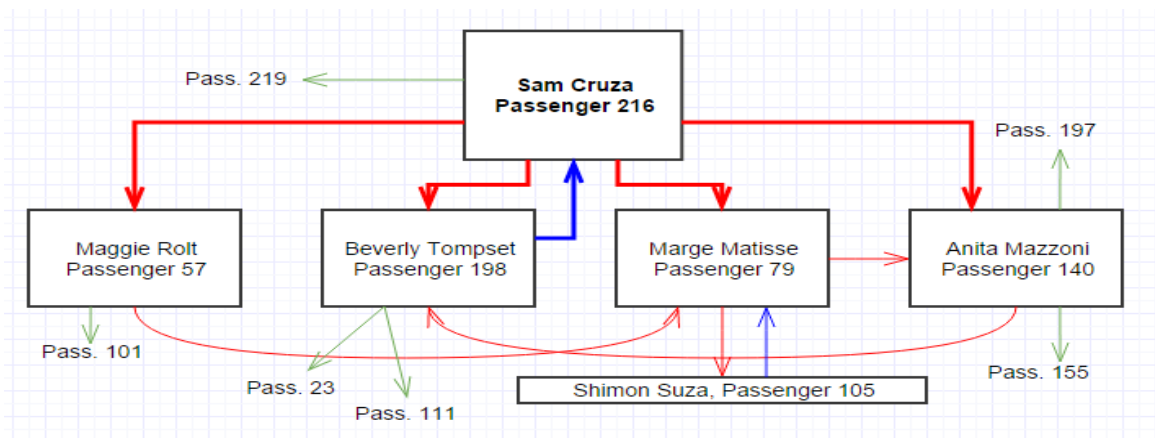 Sam Cruza
Passenger 216
Pass. 219
Pass. 197
Maggie Rolt
Passenger 57
Beverly Tompset
Passenger 198
Marge Matisse
Passenger 79
Anita Mazzoni
Passenger 140
Pass. 101
Pass. 23
Pass. 111
Shimon Suza, Passenger 105
Pass. 155